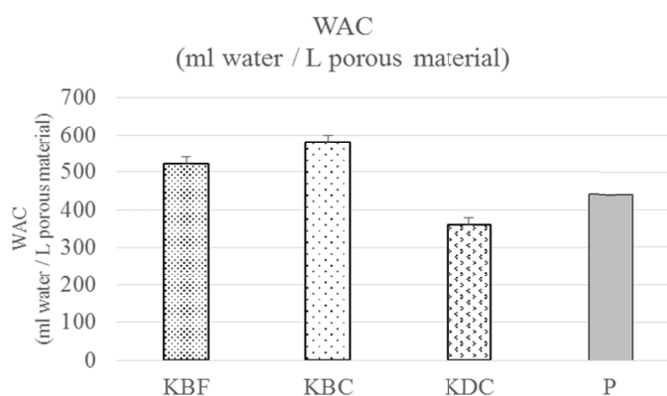 WAC
(ml water / L porous material)
700
600
500
400
300
200
100
0
WAC
(ml water / L porous material)
KBF
KBC
KDC
P